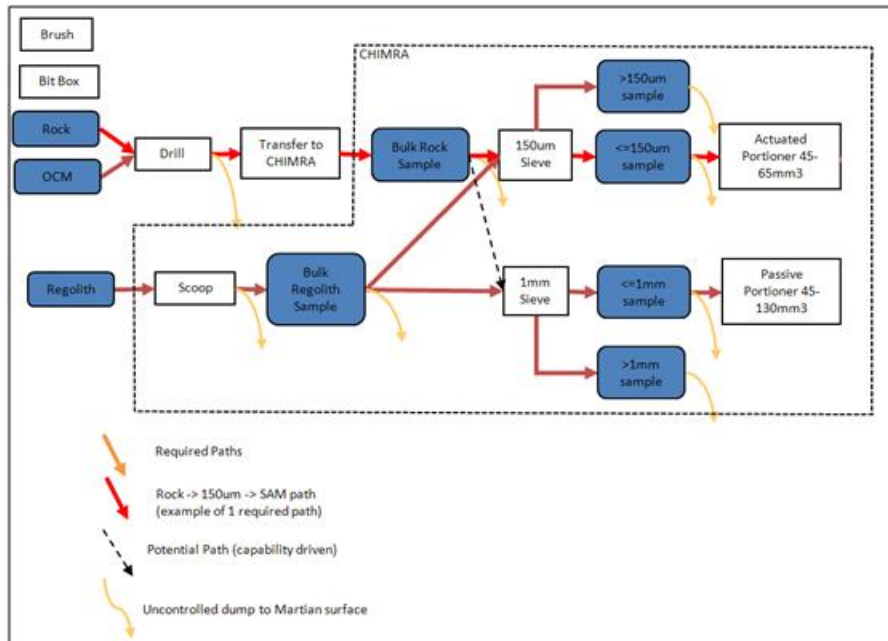 Brush
Bit Box
CHIMRA
Rock
OCM
Drill
Transfer to
CHIMRA
Bulk Rock
Sample
150um
Sieve
>150um
sample
<=150um
sample
Actuated
Portioner 45-
65mm3
Regolith
Scoop
Bulk
Regolith
Sample
1mm
Sieve
<=1mm
sample
Passive
Portioner 45-
130mm3
>1mm
sample
Required Paths
Rock -> 150um -> SAM path
(example of 1 required path)
Potential Path (capability driven)
Uncontrolled dump to Martian surface